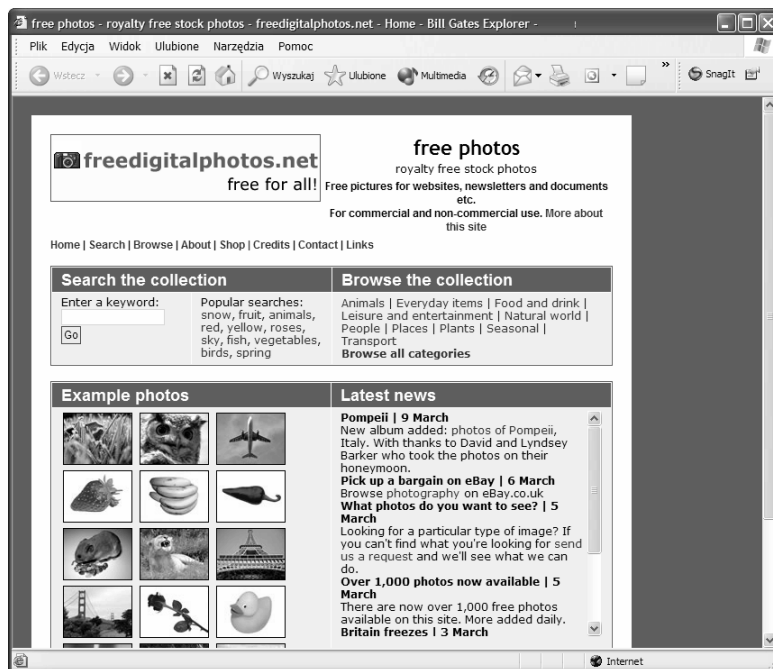 free photos - royalty free stock photos - freedigitalphotos.net - Home - Bill Gates Explorer -
Plik Edycja Widok Ulubione Narzędzia Pomoc
Wstecz Wyszukaj Ulubione Multimedia » SnagIt
freedigitalphotos.net
free for all!
free photos
royalty free stock photos
Free pictures for websites, newsletters and documents
etc.
For commercial and non-commercial use. More about
this site
Home | Search | Browse | About | Shop | Credits | Contact | Links
Search the collection
Enter a keyword:
Go
Popular searches:
snow, fruit, animals,
red, yellow, roses,
sky, fish, vegetables,
birds, spring
Browse the collection
Animals | Everyday items | Food and drink |
Leisure and entertainment | Natural world |
People | Places | Plants | Seasonal |
Transport
Browse all categories
Example photos
Latest news
Pompeii | 9 March
New album added: photos of Pompeii,
Italy. With thanks to David and Lyndsey
Barker who took the photos on their
honeymoon.
Pick up a bargain on eBay | 6 March
Browse photography on eBay.co.uk
What photos do you want to see? | 5
March
Looking for a particular type of image? If
you can't find what you're looking for send
us a request and we'll see what we can
do.
Over 1,000 photos now available | 5
March
There are now over 1,000 free photos
available on this site. More added daily.
Britain freezes | 3 March
Internet